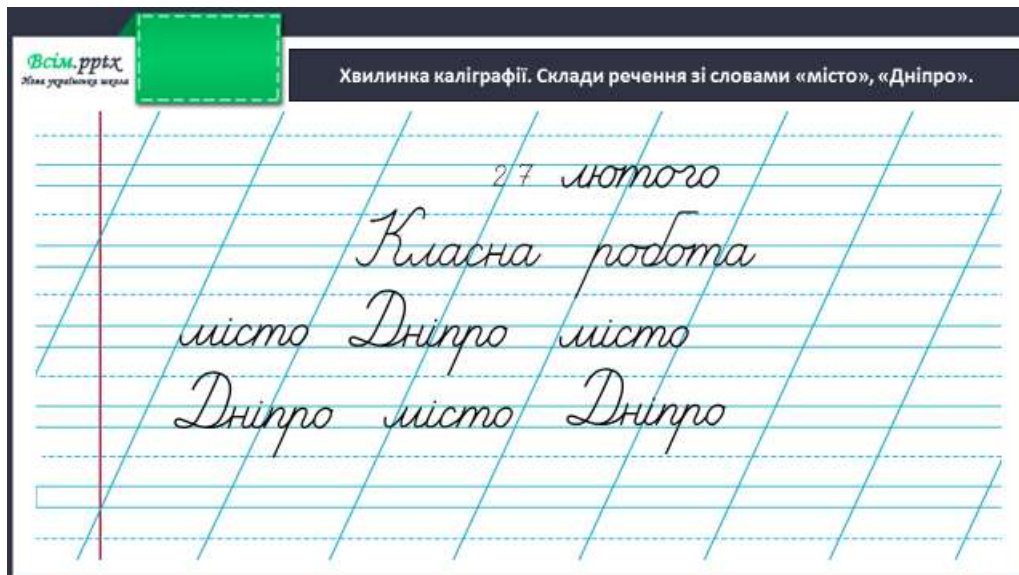 Всім.pptx
Нова українська школа
Хвилинка каліграфії. Склади речення зі словами «місто», «Дніпро».
27 лютого
Класна робота
місто Дніпро місто
Дніпро місто Дніпро